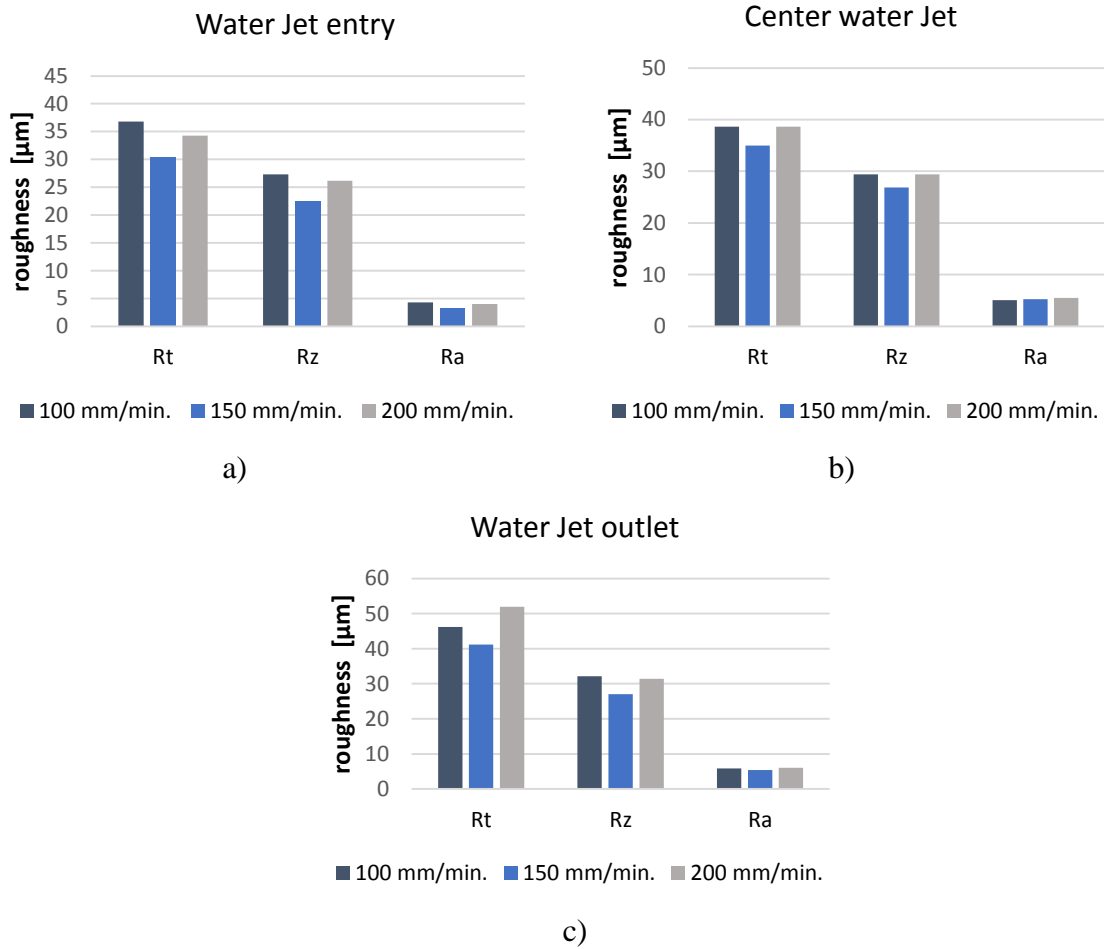 Water Jet entry
roughness [µm]
45
40
35
30
25
20
15
10
5
0
Rt Rz Ra
100 mm/min. 150 mm/min. 200 mm/min.
a)
Center water Jet
roughness [µm]
50
40
30
20
10
0
Rt Rz Ra
100 mm/min. 150 mm/min. 200 mm/min.
b)
Water Jet outlet
roughness [µm]
60
50
40
30
20
10
0
Rt Rz Ra
100 mm/min. 150 mm/min. 200 mm/min.
c)